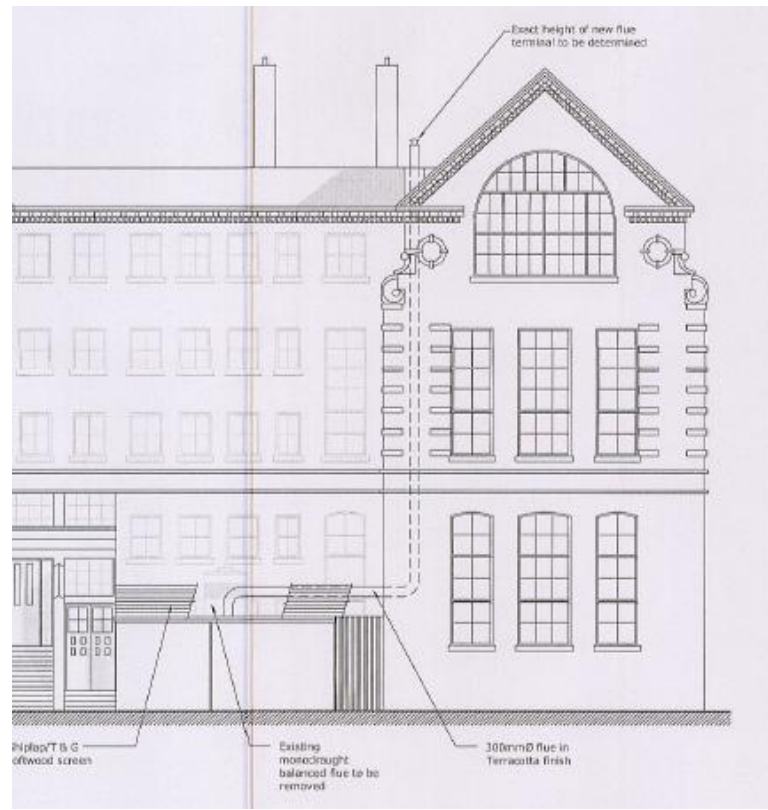 Exact height of new flue
terminal to be determined
hiplap/T & G
oftwood screen
Existing
monodraught
balanced flue to be
removed
300mmØ flue in
Terracotta finish